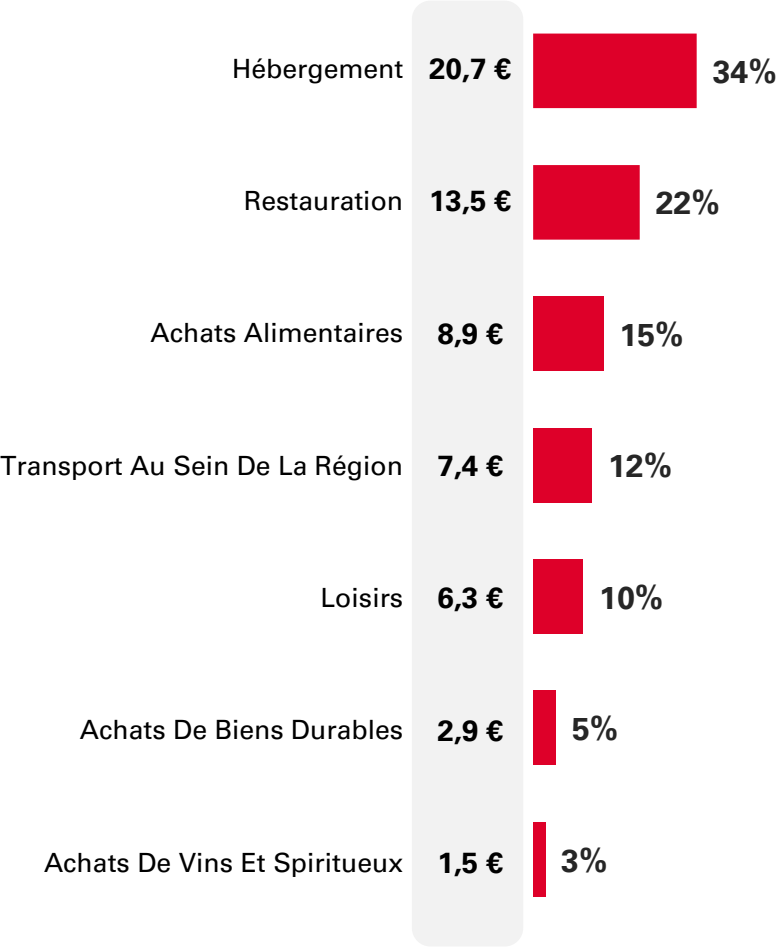 Hébergement 20,7 € 34%
Restauration 13,5 € 22%
Achats Alimentaires 8,9 € 15%
Transport Au Sein De La Région 7,4 € 12%
Loisirs 6,3 € 10%
Achats De Biens Durables 2,9 € 5%
Achats De Vins Et Spiritueux 1,5 € 3%